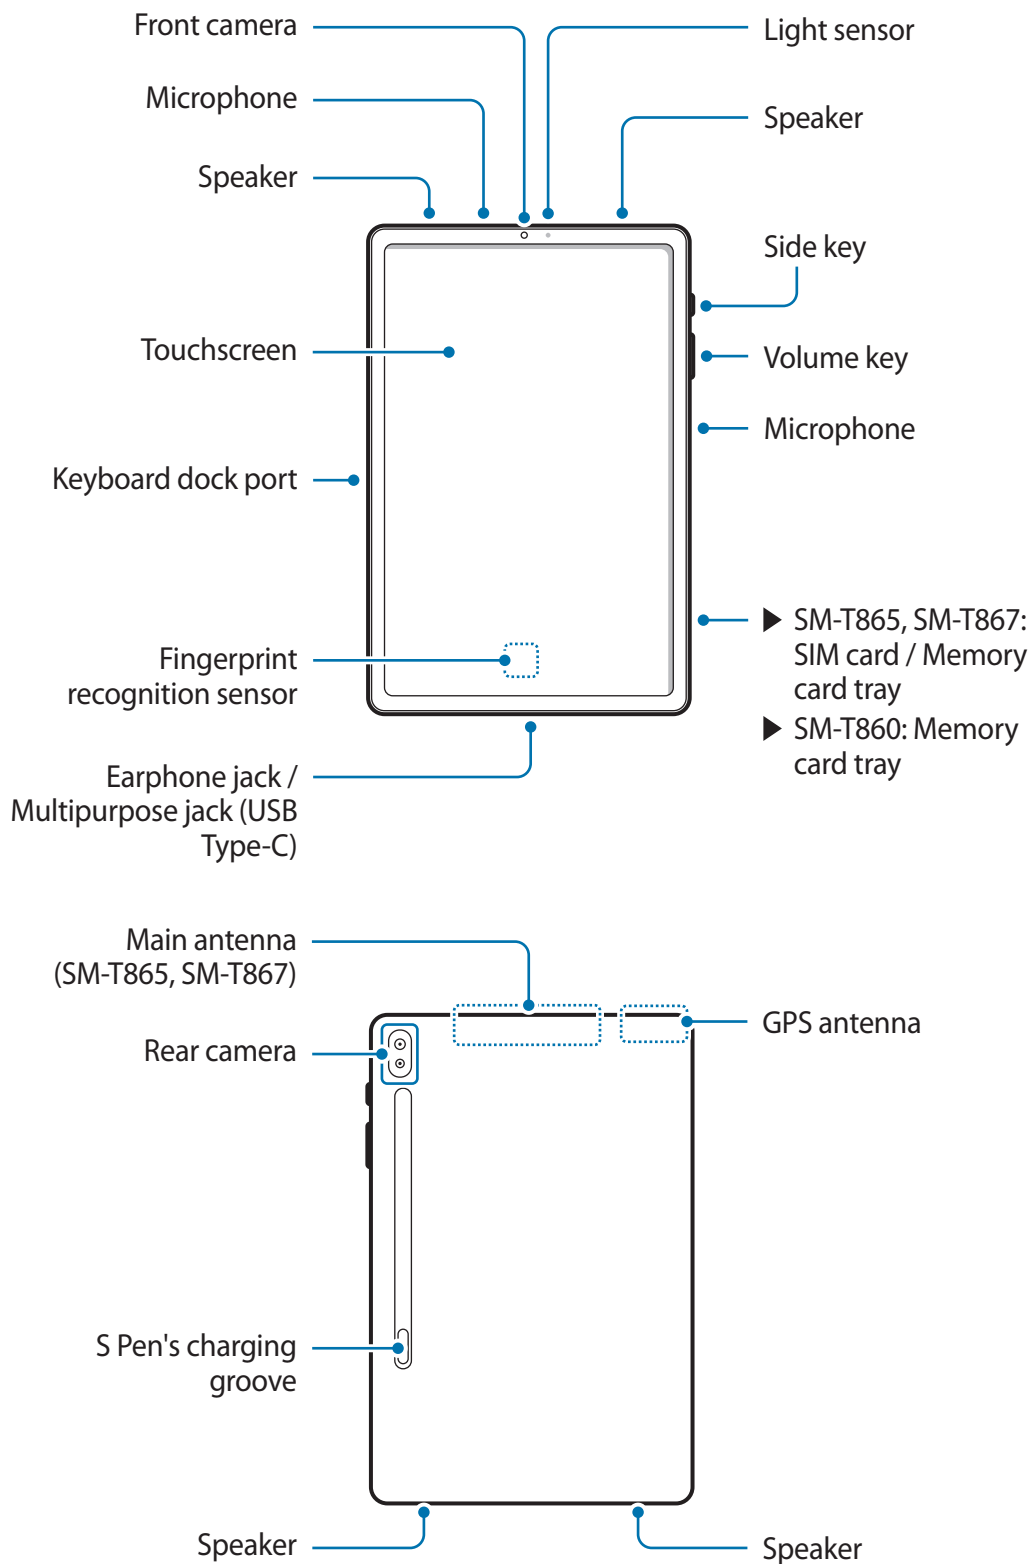 Front camera
Light sensor
Microphone
Speaker
Speaker
Side key
Touchscreen
Volume key
Microphone
Keyboard dock port
▶ SM-T865, SM-T867:
SIM card / Memory
card tray
Fingerprint
recognition sensor
▶ SM-T860: Memory
card tray
Earphone jack /
Multipurpose jack (USB
Type-C)
Main antenna
(SM-T865, SM-T867)
GPS antenna
Rear camera
S Pen's charging
groove
Speaker
Speaker